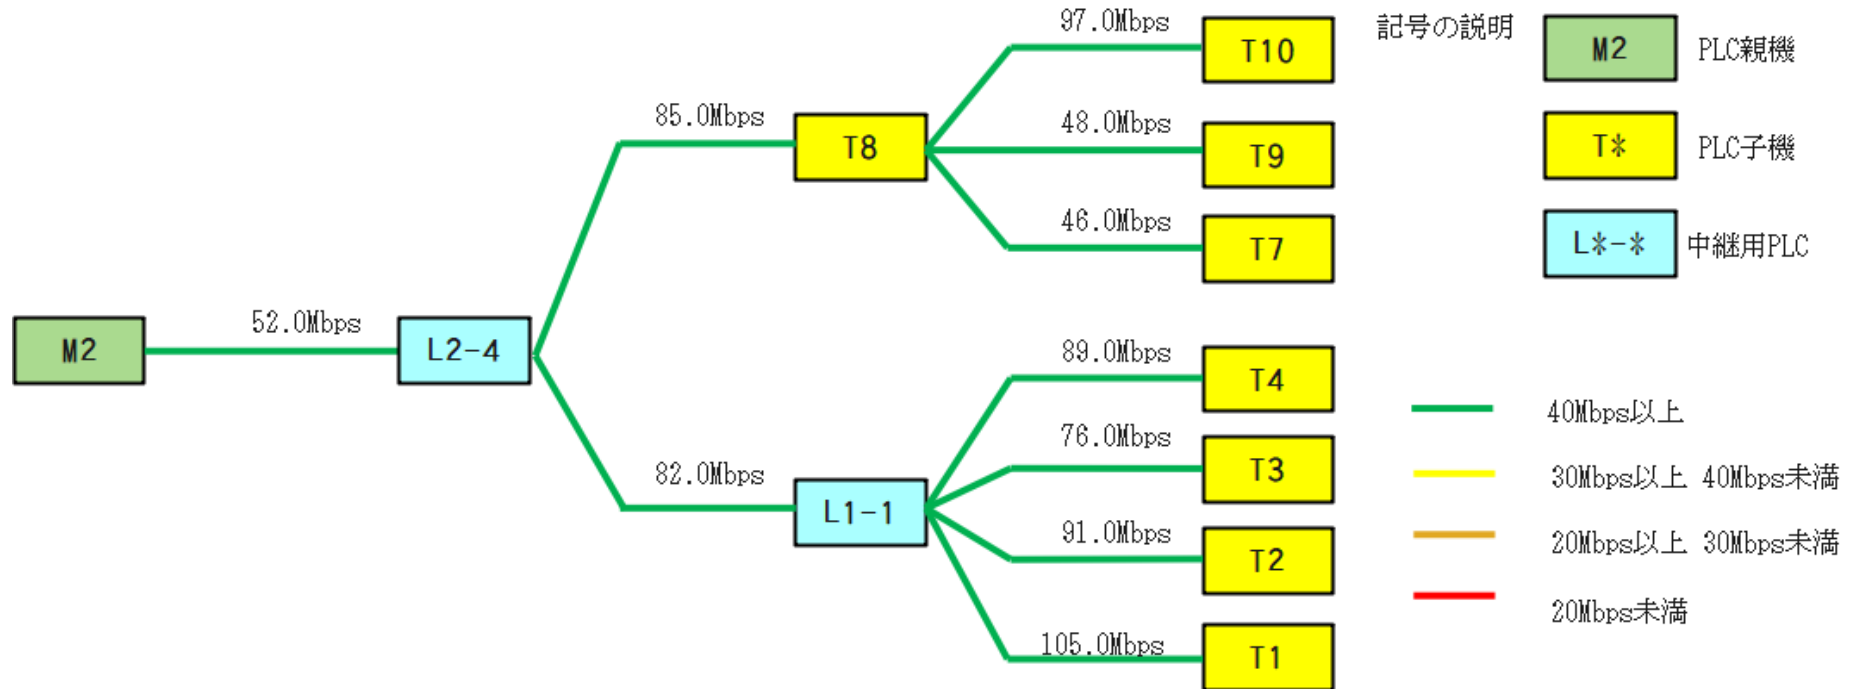 97.0Mbps
T10
記号の説明
M2
PLC親機
85.0Mbps
T8
48.0Mbps
T9
T*
PLC子機
46.0Mbps
T7
L*-*
中継用PLC
M2
52.0Mbps
L2-4
89.0Mbps
T4
40Mbps以上
82.0Mbps
L1-1
76.0Mbps
T3
30Mbps以上 40Mbps未満
91.0Mbps
T2
20Mbps以上 30Mbps未満
105.0Mbps
T1
20Mbps未満